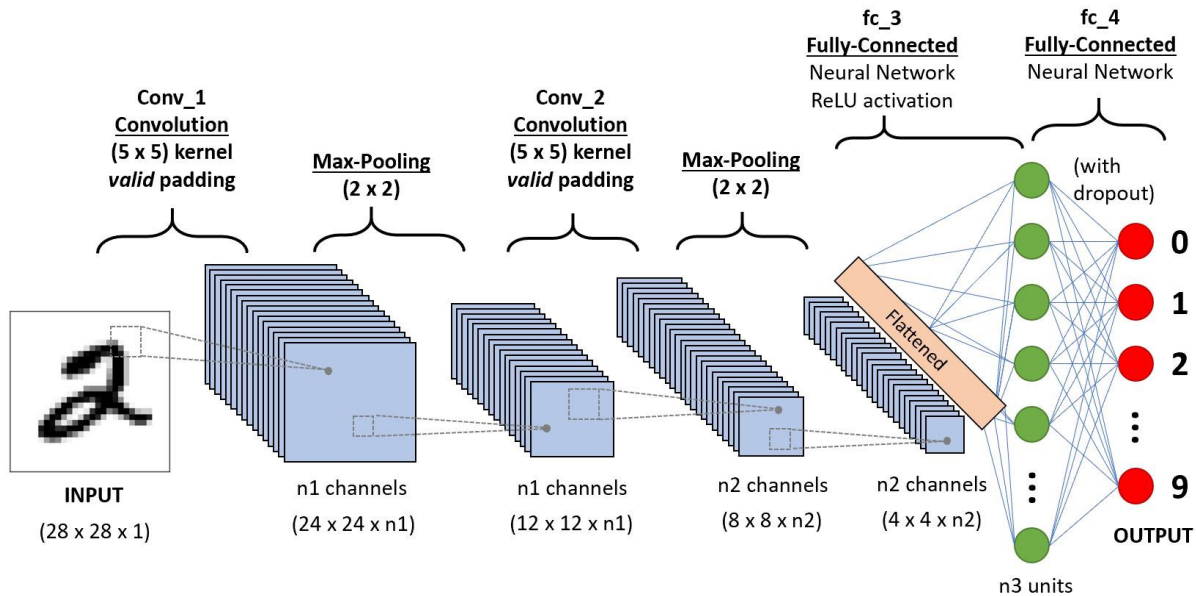 fc_3
Fully-Connected
Neural Network
ReLU activation
fc_4
Fully-Connected
Neural Network
Conv_1
Convolution
(5 x 5) kernel
valid padding
Max-Pooling
(2 x 2)
Conv_2
Convolution
(5 x 5) kernel
valid padding
Max-Pooling
(2 x 2)
(with
dropout)
Flattened
0
1
2
9
OUTPUT
INPUT
(28 x 28 x 1)
n1 channels
(24 x 24 x n1)
n1 channels
(12 x 12 x n1)
n2 channels
(8 x 8 x n2)
n2 channels
(4 x 4 x n2)
n3 units
2